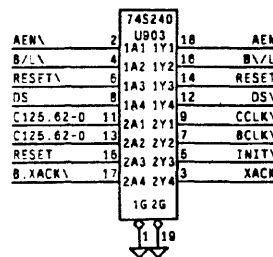 74S240
U903
AEN\ 2 1A1 1Y1 18 AEN
B/L\ 4 1A2 1Y2 16 B\/L
RESET\ 6 1A3 1Y3 14 RESET
DS 8 1A4 1Y4 12 DS\
C125.62-0 11 2A1 2Y1 9 CCLK\
C125.62-0 13 2A2 2Y2 7 BCLK\
RESET 15 2A3 2Y3 5 INIT\
B.XACK\ 17 2A4 2Y4 3 XACK
1G 2G
1 19